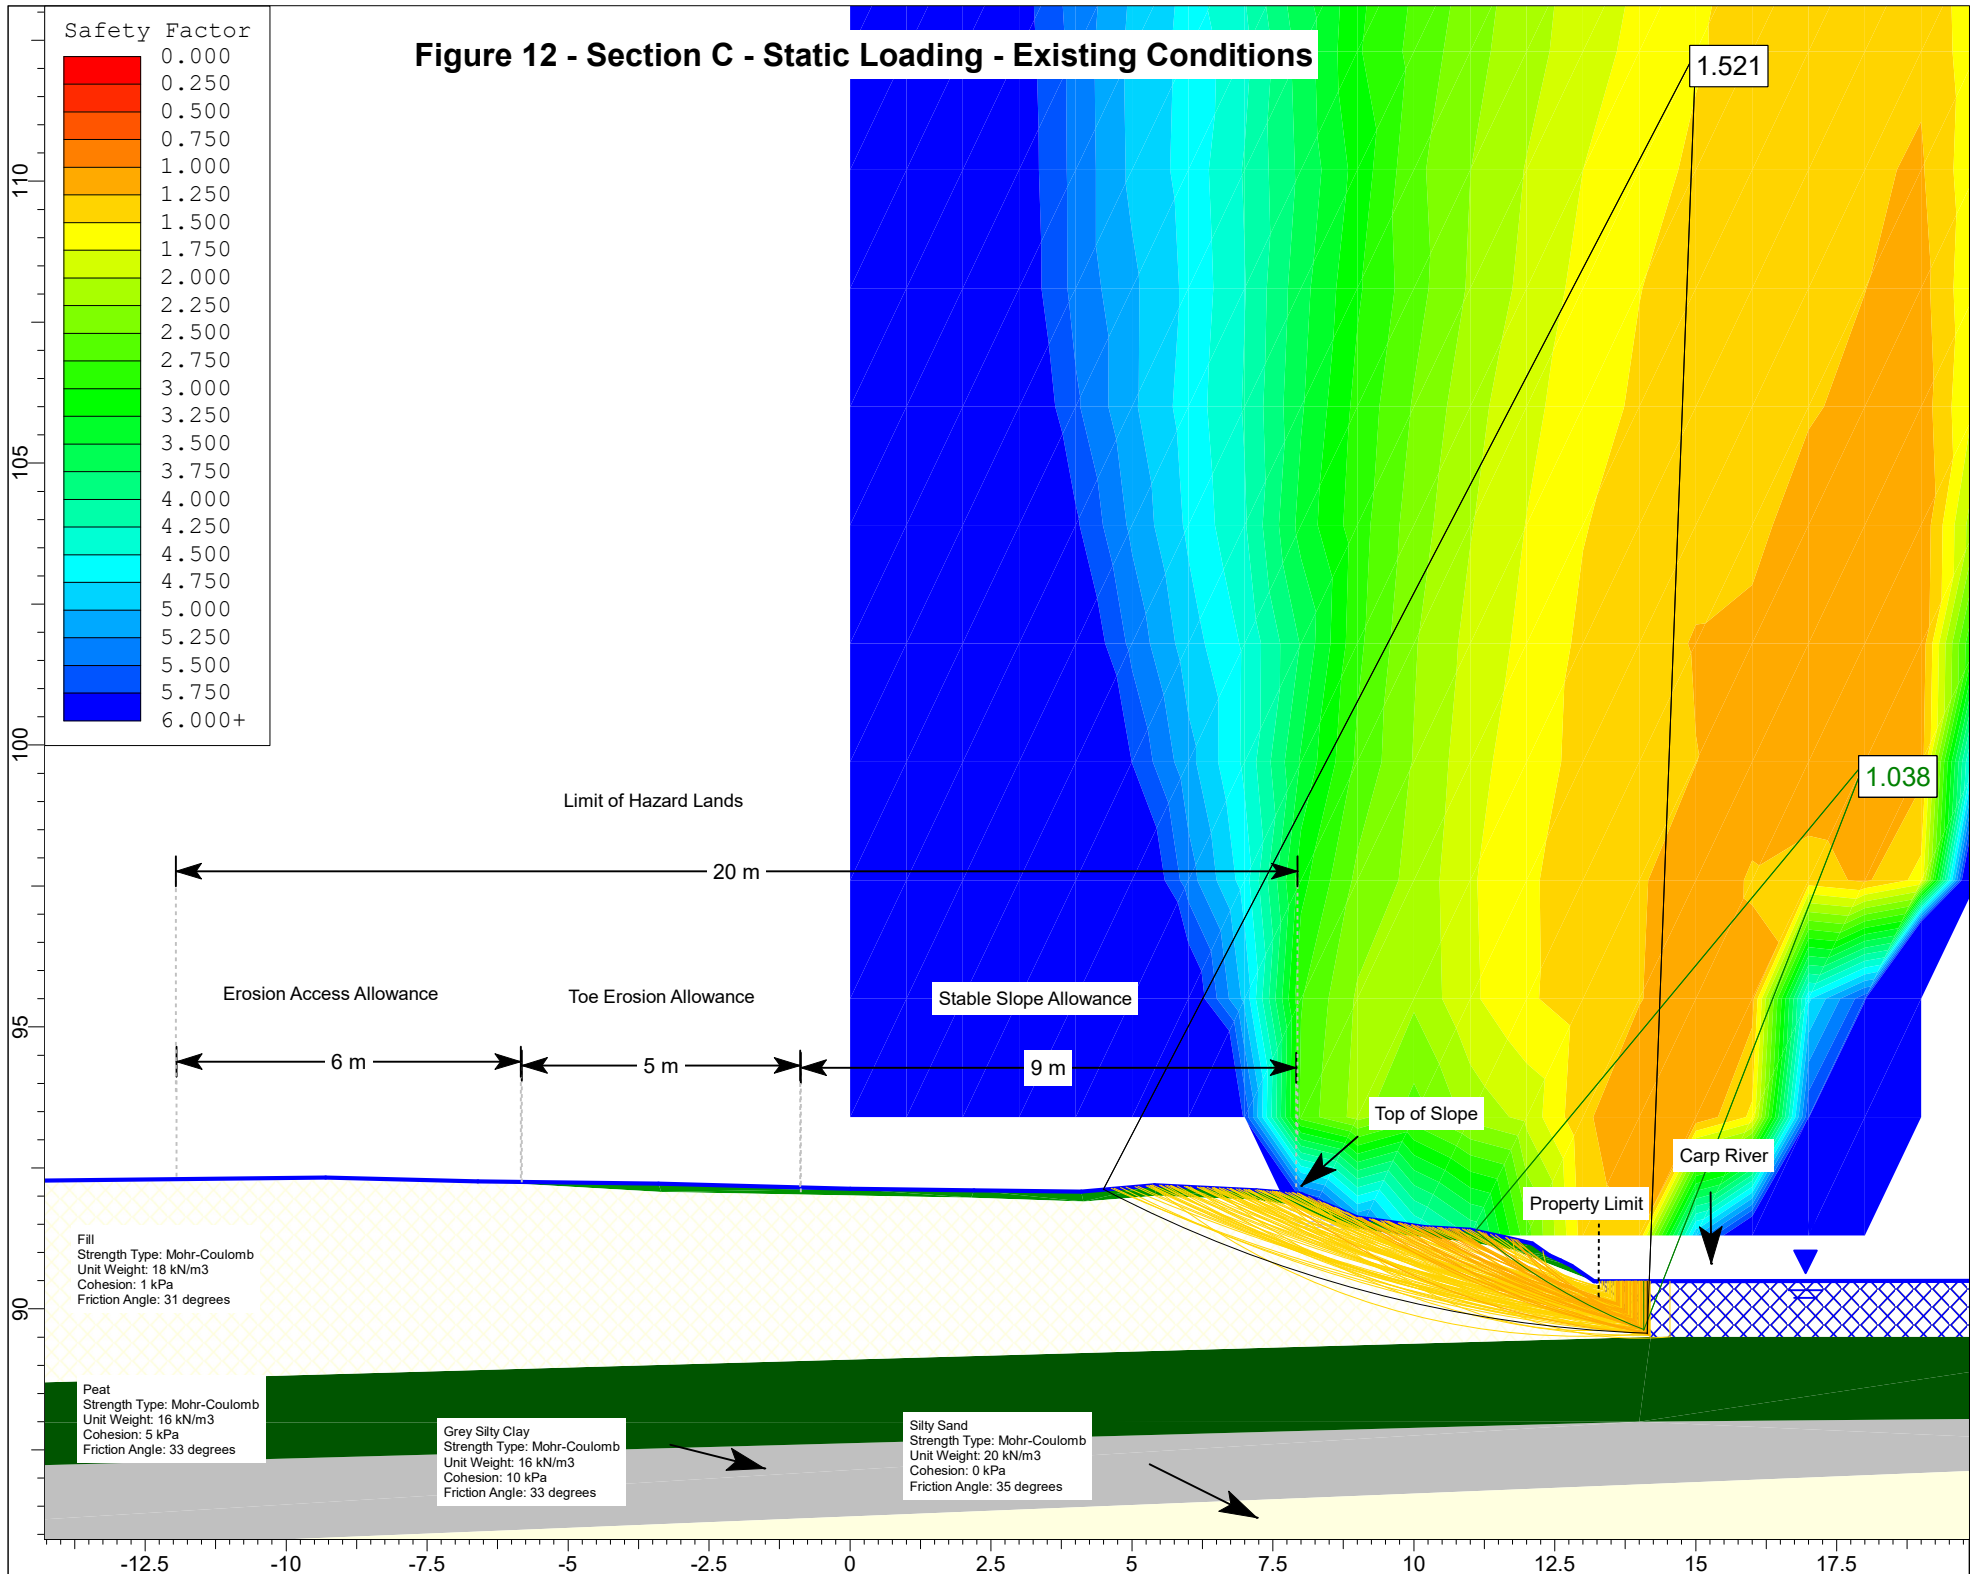 Safety Factor
0.000
0.250
0.500
0.750
1.000
1.250
1.500
1.750
2.000
2.250
2.500
2.750
3.000
3.250
3.500
3.750
4.000
4.250
4.500
4.750
5.000
5.250
5.500
5.750
6.000+
Figure 12 - Section C - Static Loading - Existing Conditions
1.521
1.038
110
105
100
95
90
Limit of Hazard Lands
20 m
Erosion Access Allowance
Toe Erosion Allowance
Stable Slope Allowance
6 m
5 m
9 m
Top of Slope
Carp River
Property Limit
Fill
Strength Type: Mohr-Coulomb
Unit Weight: 18 kN/m3
Cohesion: 1 kPa
Friction Angle: 31 degrees
Peat
Strength Type: Mohr-Coulomb
Unit Weight: 16 kN/m3
Cohesion: 5 kPa
Friction Angle: 33 degrees
Grey Silty Clay
Strength Type: Mohr-Coulomb
Unit Weight: 16 kN/m3
Cohesion: 10 kPa
Friction Angle: 33 degrees
Silty Sand
Strength Type: Mohr-Coulomb
Unit Weight: 20 kN/m3
Cohesion: 0 kPa
Friction Angle: 35 degrees
-12.5 -10 -7.5 -5 -2.5 0 2.5 5 7.5 10 12.5 15 17.5